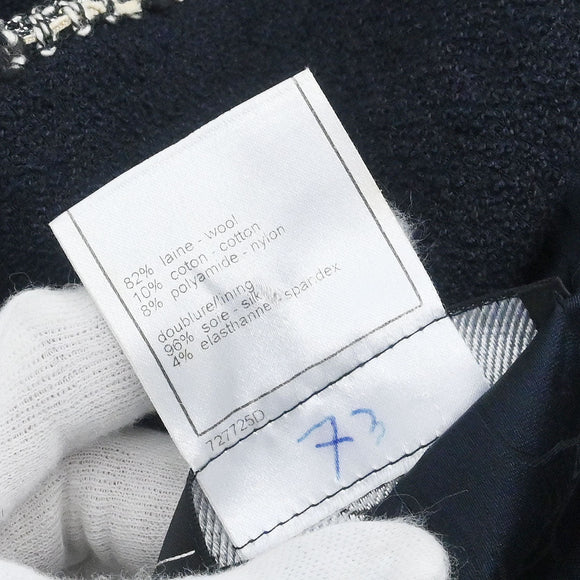 82% laine - wool
10% coton - cotton
8% polyamide - nylon
doublure/lining
96% soie - silk
4% elasthanne - spandex
727725D
73